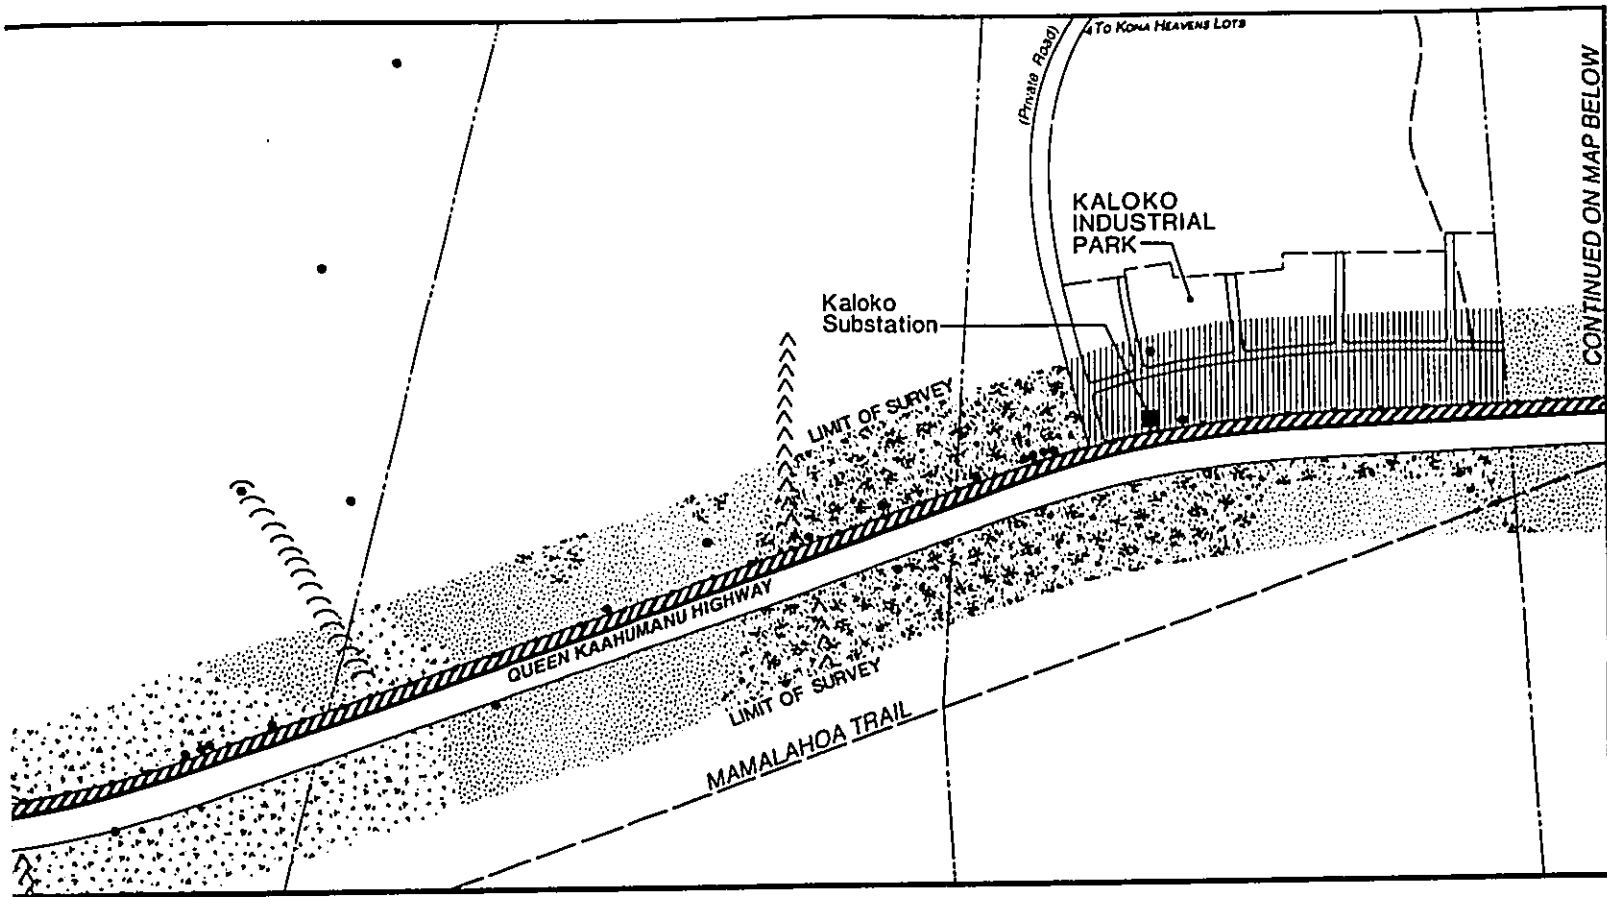 To Kona Heavens Lots
(Private Road)
CONTINUED ON MAP BELOW
KALOKO
INDUSTRIAL
PARK
Kaloko
Substation
LIMIT OF SURVEY
QUEEN KAAHUMANU HIGHWAY
LIMIT OF SURVEY
MAMALAHOA TRAIL